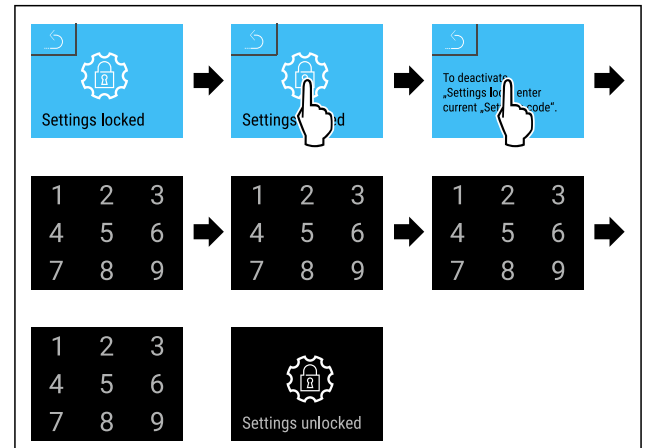 Settings locked
Settings
To deactivate
„Settings enter
current code“.
1 2 3
4 5 6
7 8 9
1 2 3
4 5 6
7 8 9
1 2 3
4 5 6
7 8 9
1 2 3
4 5 6
7 8 9
Settings unlocked